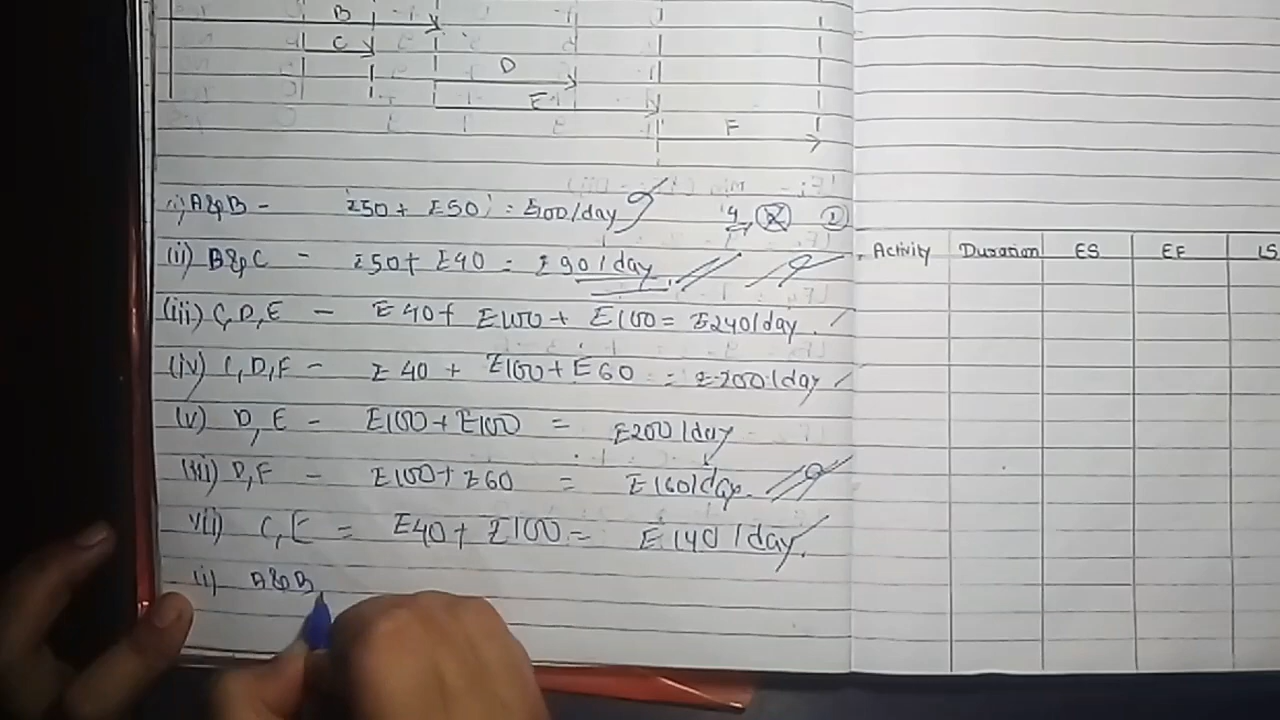 B
C
D
E
F
(i) A&B - £50 + £50 = £100/day
(ii) B&C - £50 + £40 = £90/day
(iii) C,D,E - £40 + £100 + £100 = £240/day.
(iv) C,D,F - £40 + £100 + £60 = £200/day
(v) D,E - £100 + £100 = £200/day
D,F - £100 + £60 = £160/day.
vii) C,E = £40 + £100 = £140/day.
(i) A&B
Activity Duration ES EF LS